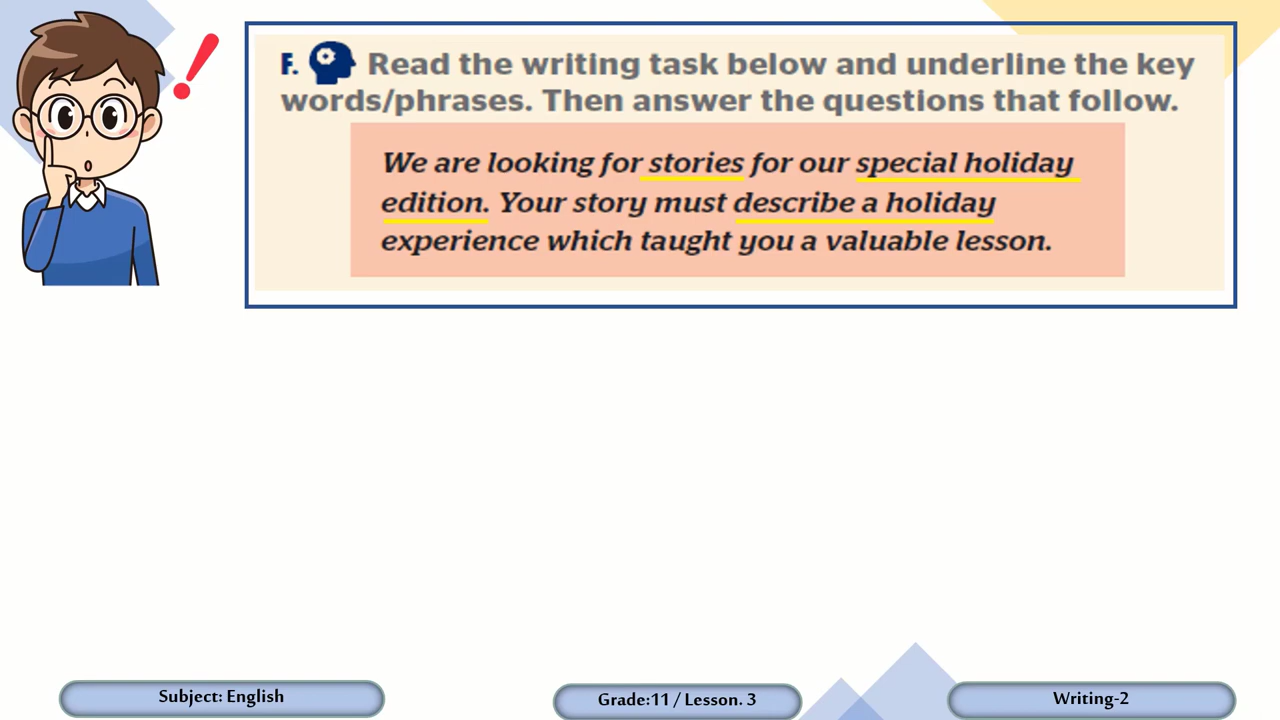 F. Read the writing task below and underline the key
words/phrases. Then answer the questions that follow.
We are looking for stories for our special holiday
edition. Your story must describe a holiday
experience which taught you a valuable lesson.
Subject: English
Grade:11 / Lesson. 3
Writing-2